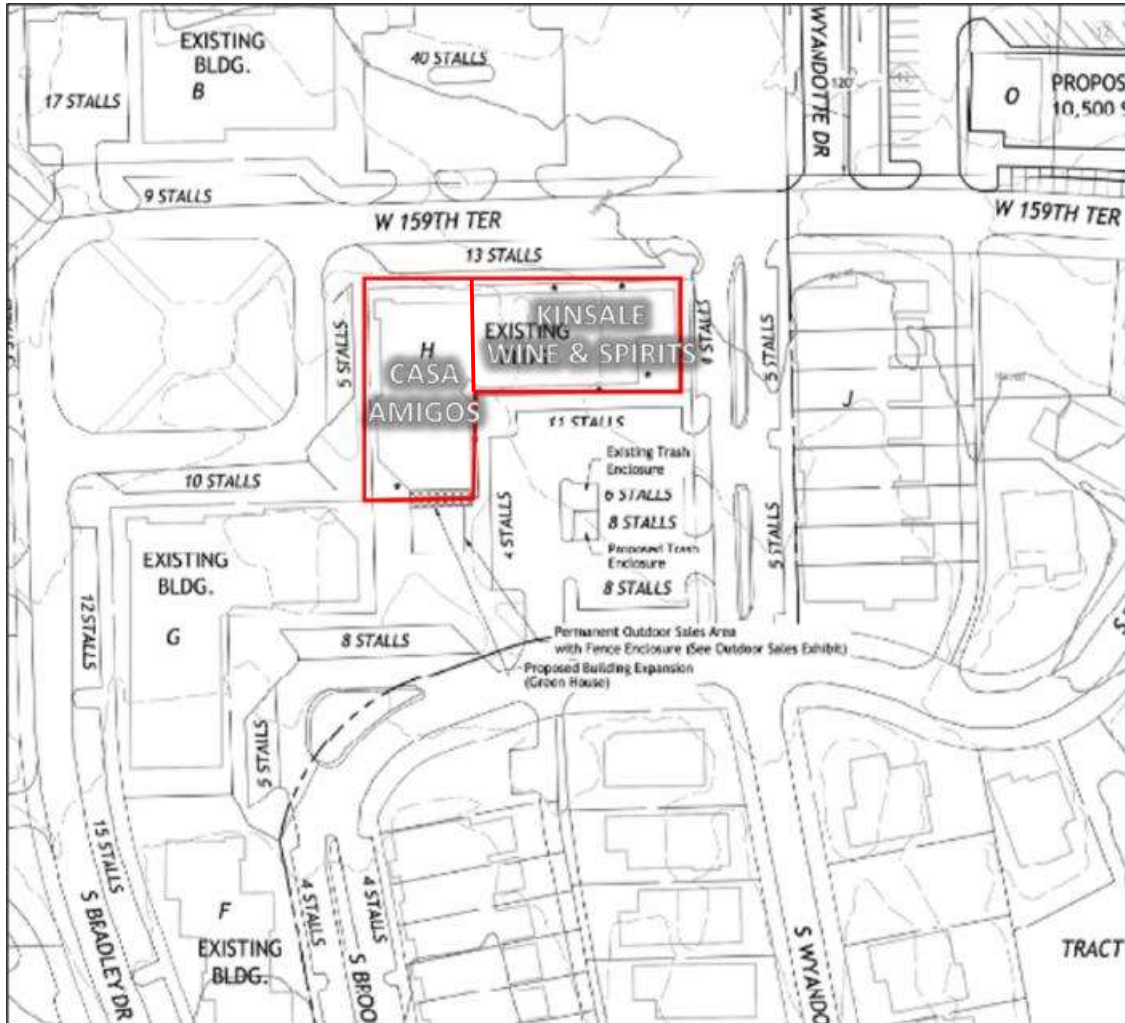 EXISTING
BLDG.
B
40 STALLS
17 STALLS
WYANDOTTE DR
120'
12
O
PROPOS
10,500 S
9 STALLS
W 159TH TER
W 159TH TER
13 STALLS
5 STALLS
H
EXISTING
KINSALE
WINE & SPIRITS
CASA
AMIGOS
4 STALLS
5 STALLS
J
11 STALLS
10 STALLS
4 STALLS
Existing Trash
Enclosure
6 STALLS
8 STALLS
Proposed Trash
Enclosure
8 STALLS
5 STALLS
EXISTING
BLDG.
G
12 STALLS
8 STALLS
Permanent Outdoor Sales Area
with Fence Enclosure (See Outdoor Sales Exhibit)
Proposed Building Expansion
(Green House)
5 STALLS
15 STALLS
S BRADLEY DR
F
EXISTING
BLDG.
4 STALLS
4 STALLS
S BROO
S WYANDO
TRACT